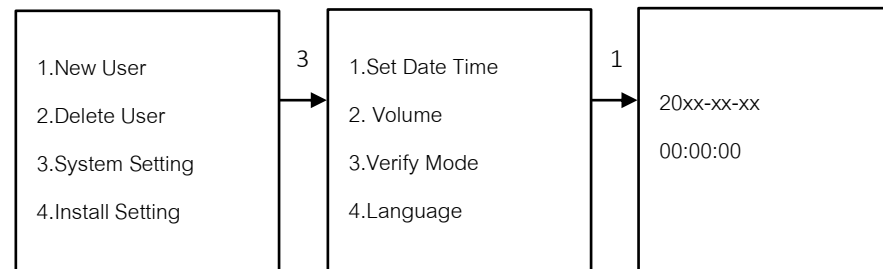 1.New User
2.Delete User
3.System Setting
4.Install Setting
3
1.Set Date Time
2. Volume
3.Verify Mode
4.Language
1
20xx-xx-xx
00:00:00